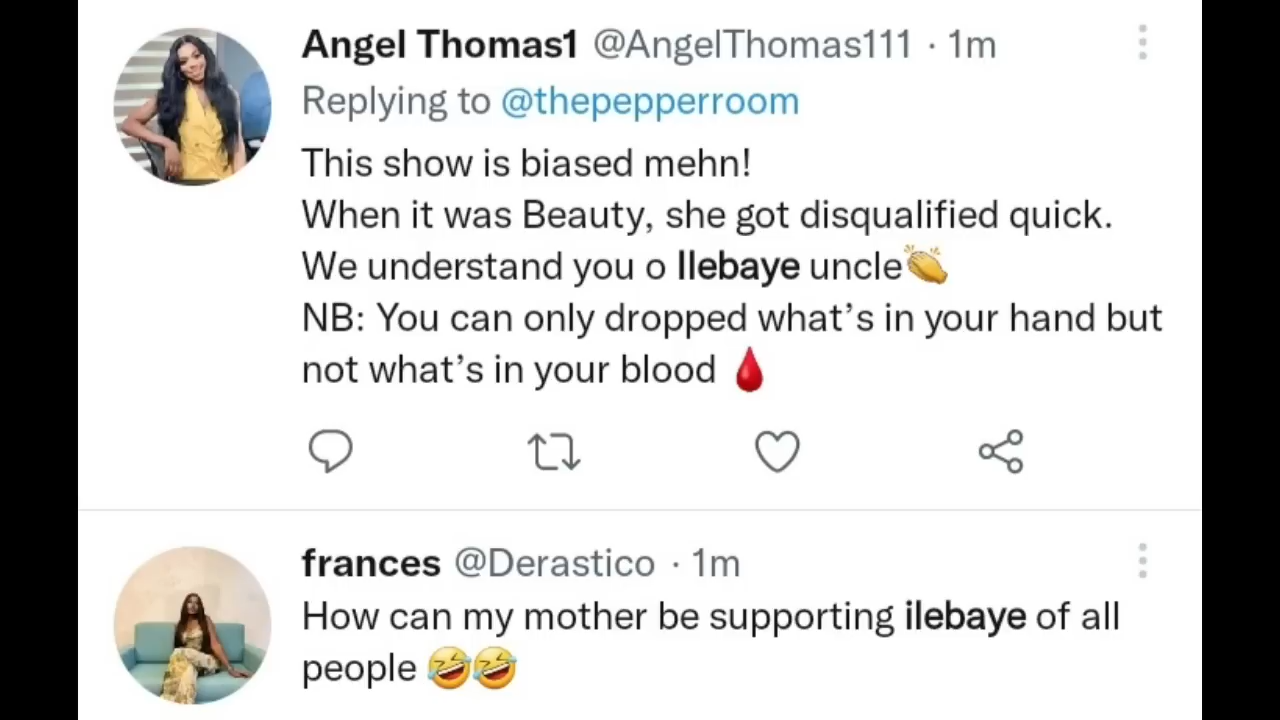 Angel Thomas1 @AngelThomas111 · 1m
Replying to @thepepperroom
This show is biased mehn!
When it was Beauty, she got disqualified quick.
We understand you o Ilebaye uncle👏
NB: You can only dropped what's in your hand but
not what's in your blood 🩸
frances @Derastico · 1m
How can my mother be supporting ilebaye of all
people 🤣🤣